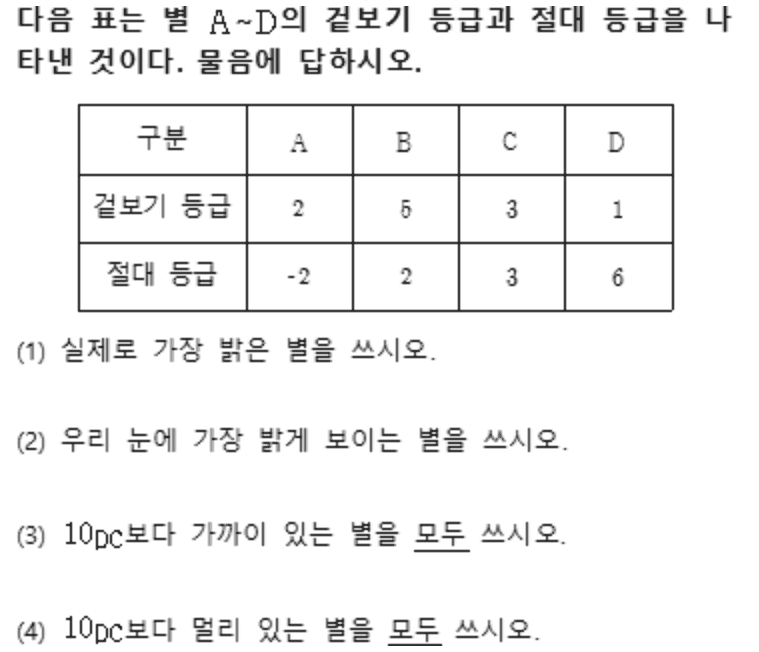 다음 표는 별 A~D의 겉보기 등급과 절대 등급을 나
타낸 것이다. 물음에 답하시오.
구분 A B C D
겉보기 등급 2 5 3 1
절대 등급 -2 2 3 6
(1) 실제로 가장 밝은 별을 쓰시오.
(2) 우리 눈에 가장 밝게 보이는 별을 쓰시오.
(3) 10pc보다 가까이 있는 별을 모두 쓰시오.
(4) 10pc보다 멀리 있는 별을 모두 쓰시오.